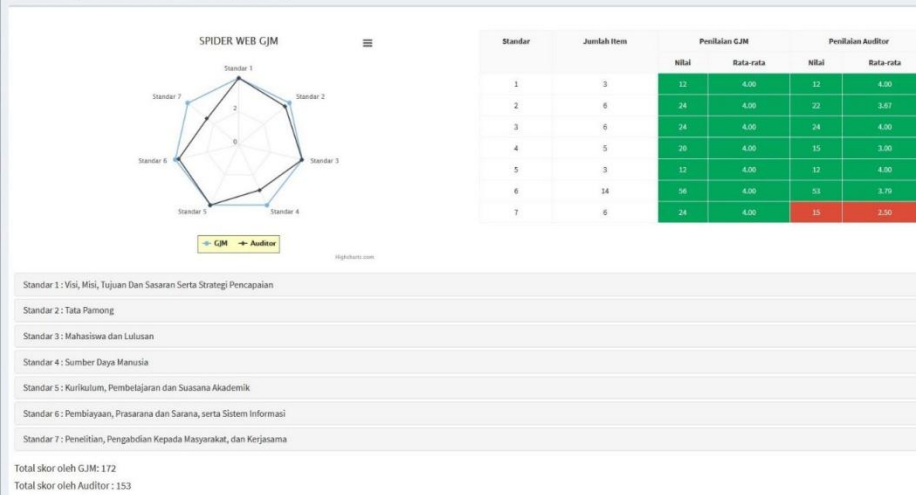 SPIDER WEB GJM
Standar 1
Standar 7
Standar 2
2
0
Standar 6
Standar 3
Standar 5
Standar 4
GJM Auditor
Highcharts.com
Standar Jumlah Item Penilaian GJM Penilaian Auditor
Nilai Rata-rata Nilai Rata-rata
1 3 12 4.00 12 4.00
2 6 24 4.00 22 3.67
3 6 24 4.00 24 4.00
4 5 20 4.00 15 3.00
5 3 12 4.00 12 4.00
6 14 56 4.00 53 3.79
7 6 24 4.00 15 2.50
Standar 1 : Visi, Misi, Tujuan Dan Sasaran Serta Strategi Pencapaian
Standar 2 : Tata Pamong
Standar 3 : Mahasiswa dan Lulusan
Standar 4 : Sumber Daya Manusia
Standar 5 : Kurikulum, Pembelajaran dan Suasana Akademik
Standar 6 : Pembiayaan, Prasarana dan Sarana, serta Sistem Informasi
Standar 7 : Penelitian, Pengabdian Kepada Masyarakat, dan Kerjasama
Total skor oleh GJM: 172
Total skor oleh Auditor : 153